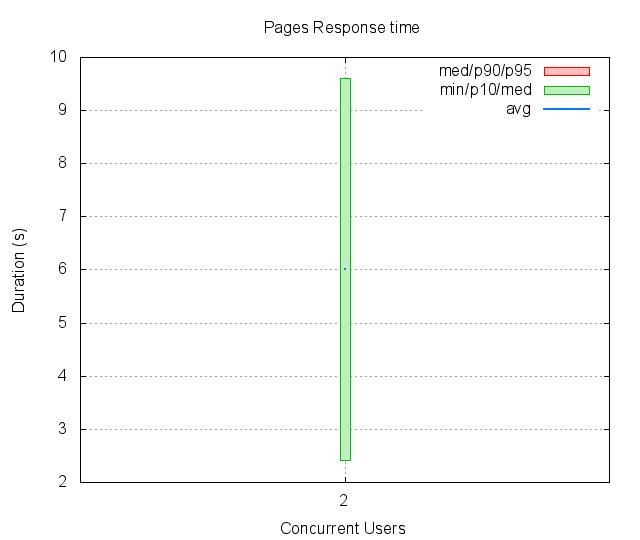 Pages Response time
10
9
8
7
6
5
4
3
2
Duration (s)
med/p90/p95
min/p10/med
avg
2
Concurrent Users